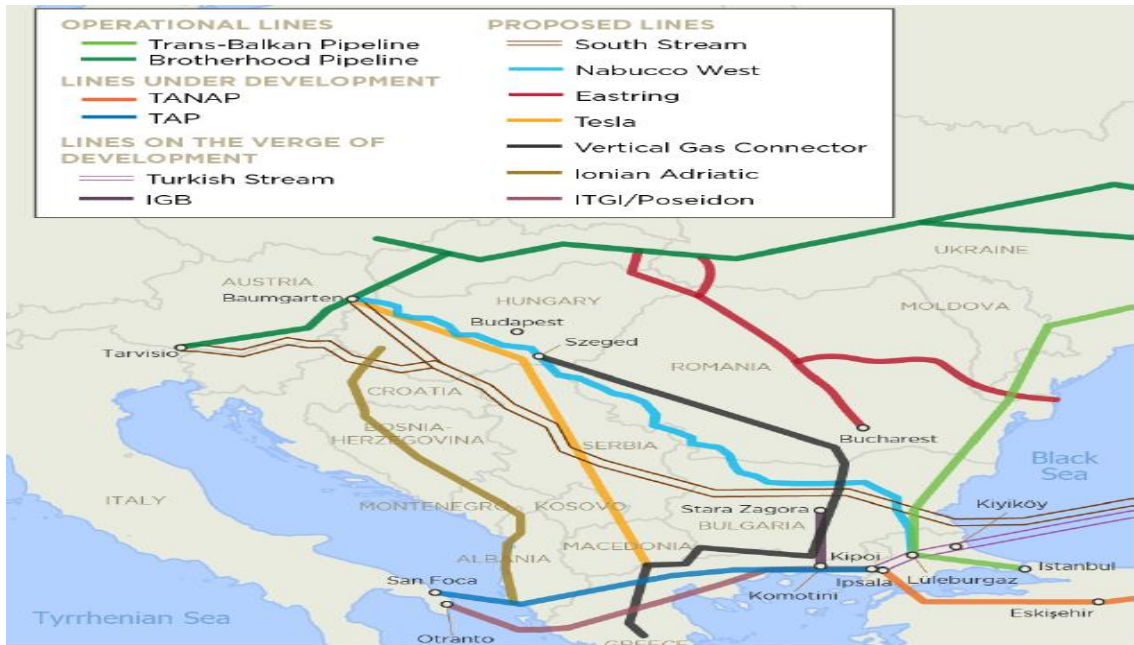 OPERATIONAL LINES
Trans-Balkan Pipeline
Brotherhood Pipeline
LINES UNDER DEVELOPMENT
TANAP
TAP
LINES ON THE VERGE OF
DEVELOPMENT
Turkish Stream
IGB
PROPOSED LINES
South Stream
Nabucco West
Eastring
Tesla
Vertical Gas Connector
Ionian Adriatic
ITGI/Poseidon
UKRAINE
AUSTRIA
Baumgarten
HUNGARY
MOLDOVA
Budapest
Szeged
Tarvisio
ROMANIA
CROATIA
BOSNIA-
HERZEGOVINA
SERBIA
Bucharest
Black
Sea
ITALY
MONTENEGRO
KOSOVO
Stara Zagora
BULGARIA
Kiyiköy
MACEDONIA
ALBANIA
Kipoi
San Foca
Ipsala
Lüleburgaz
Istanbul
Komotini
Eskişehir
Tyrrhenian Sea
Otranto
GREECE